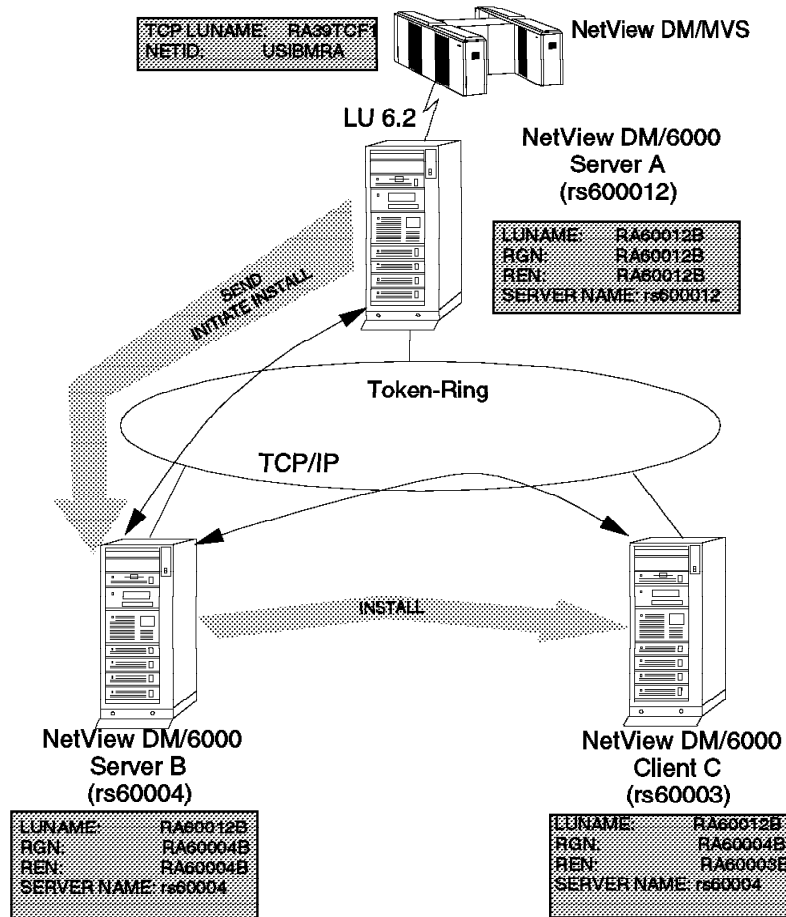 TCP LUNAME: RA39TCF1
NETID: USIBMRA
NetView DM/MVS
LU 6.2
NetView DM/6000
Server A
(rs600012)
LUNAME: RA60012B
RGN: RA60012B
REN: RA60012B
SERVER NAME: rs600012
SEND
INITIATE INSTALL
Token-Ring
TCP/IP
INSTALL
NetView DM/6000
Server B
(rs60004)
LUNAME: RA60012B
RGN: RA60004B
REN: RA60004B
SERVER NAME: rs60004
NetView DM/6000
Client C
(rs60003)
LUNAME: RA60012B
RGN: RA60004B
REN: RA60003B
SERVER NAME: rs60004